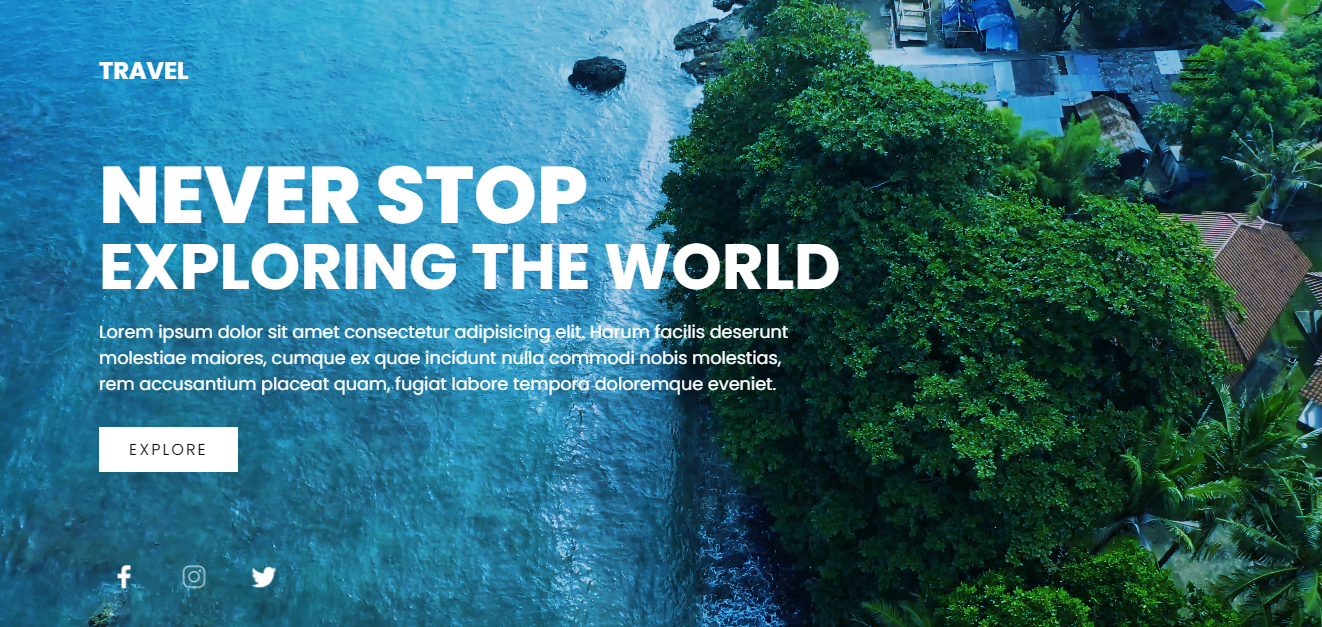 TRAVEL
NEVER STOP
EXPLORING THE WORLD
Lorem ipsum dolor sit amet consectetur adipisicing elit. Harum facilis deserunt
molestiae maiores, cumque ex quae incidunt nulla commodi nobis molestias,
rem accusantium placeat quam, fugiat labore tempora doloremque eveniet.
EXPLORE